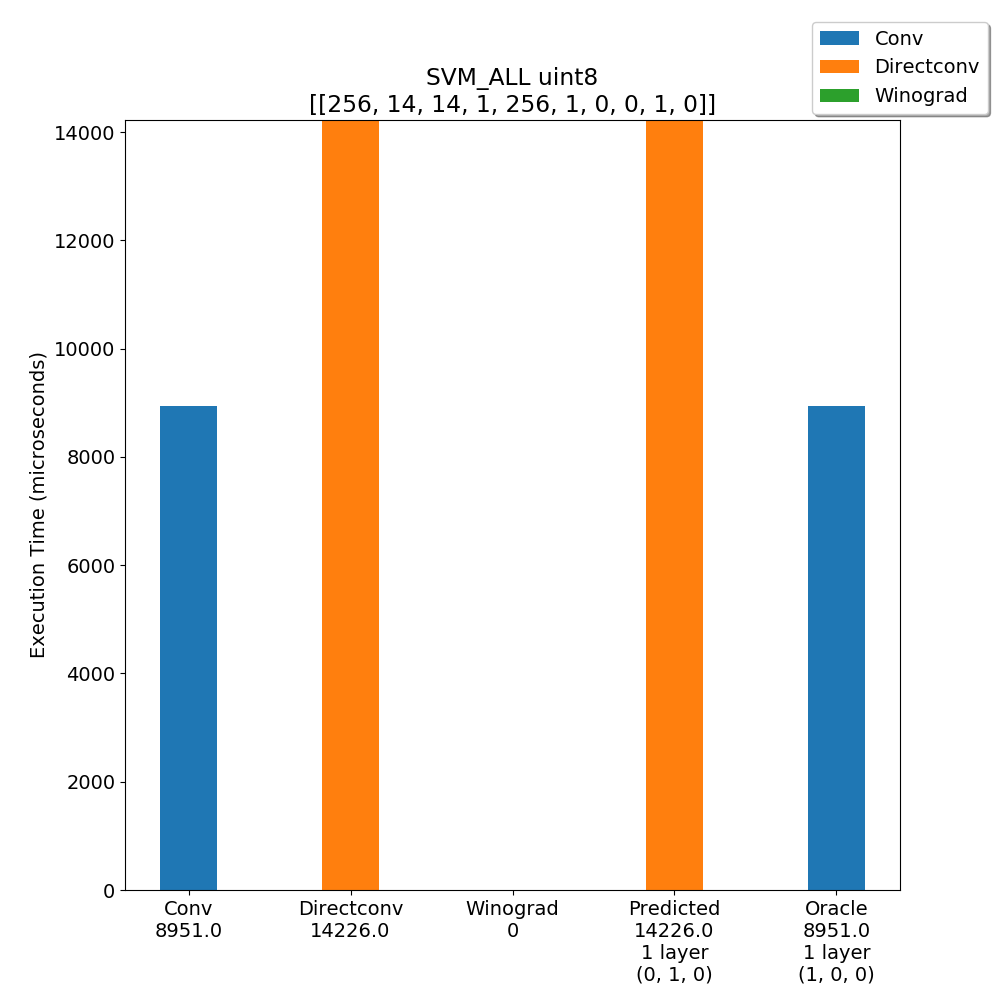 Conv
Directconv
Winograd
SVM_ALL uint8
[[256, 14, 14, 1, 256, 1, 0, 0, 1, 0]]
Execution Time (microseconds)
14000
12000
10000
8000
6000
4000
2000
0
Conv
8951.0
Directconv
14226.0
Winograd
0
Predicted
14226.0
1 layer
(0, 1, 0)
Oracle
8951.0
1 layer
(1, 0, 0)